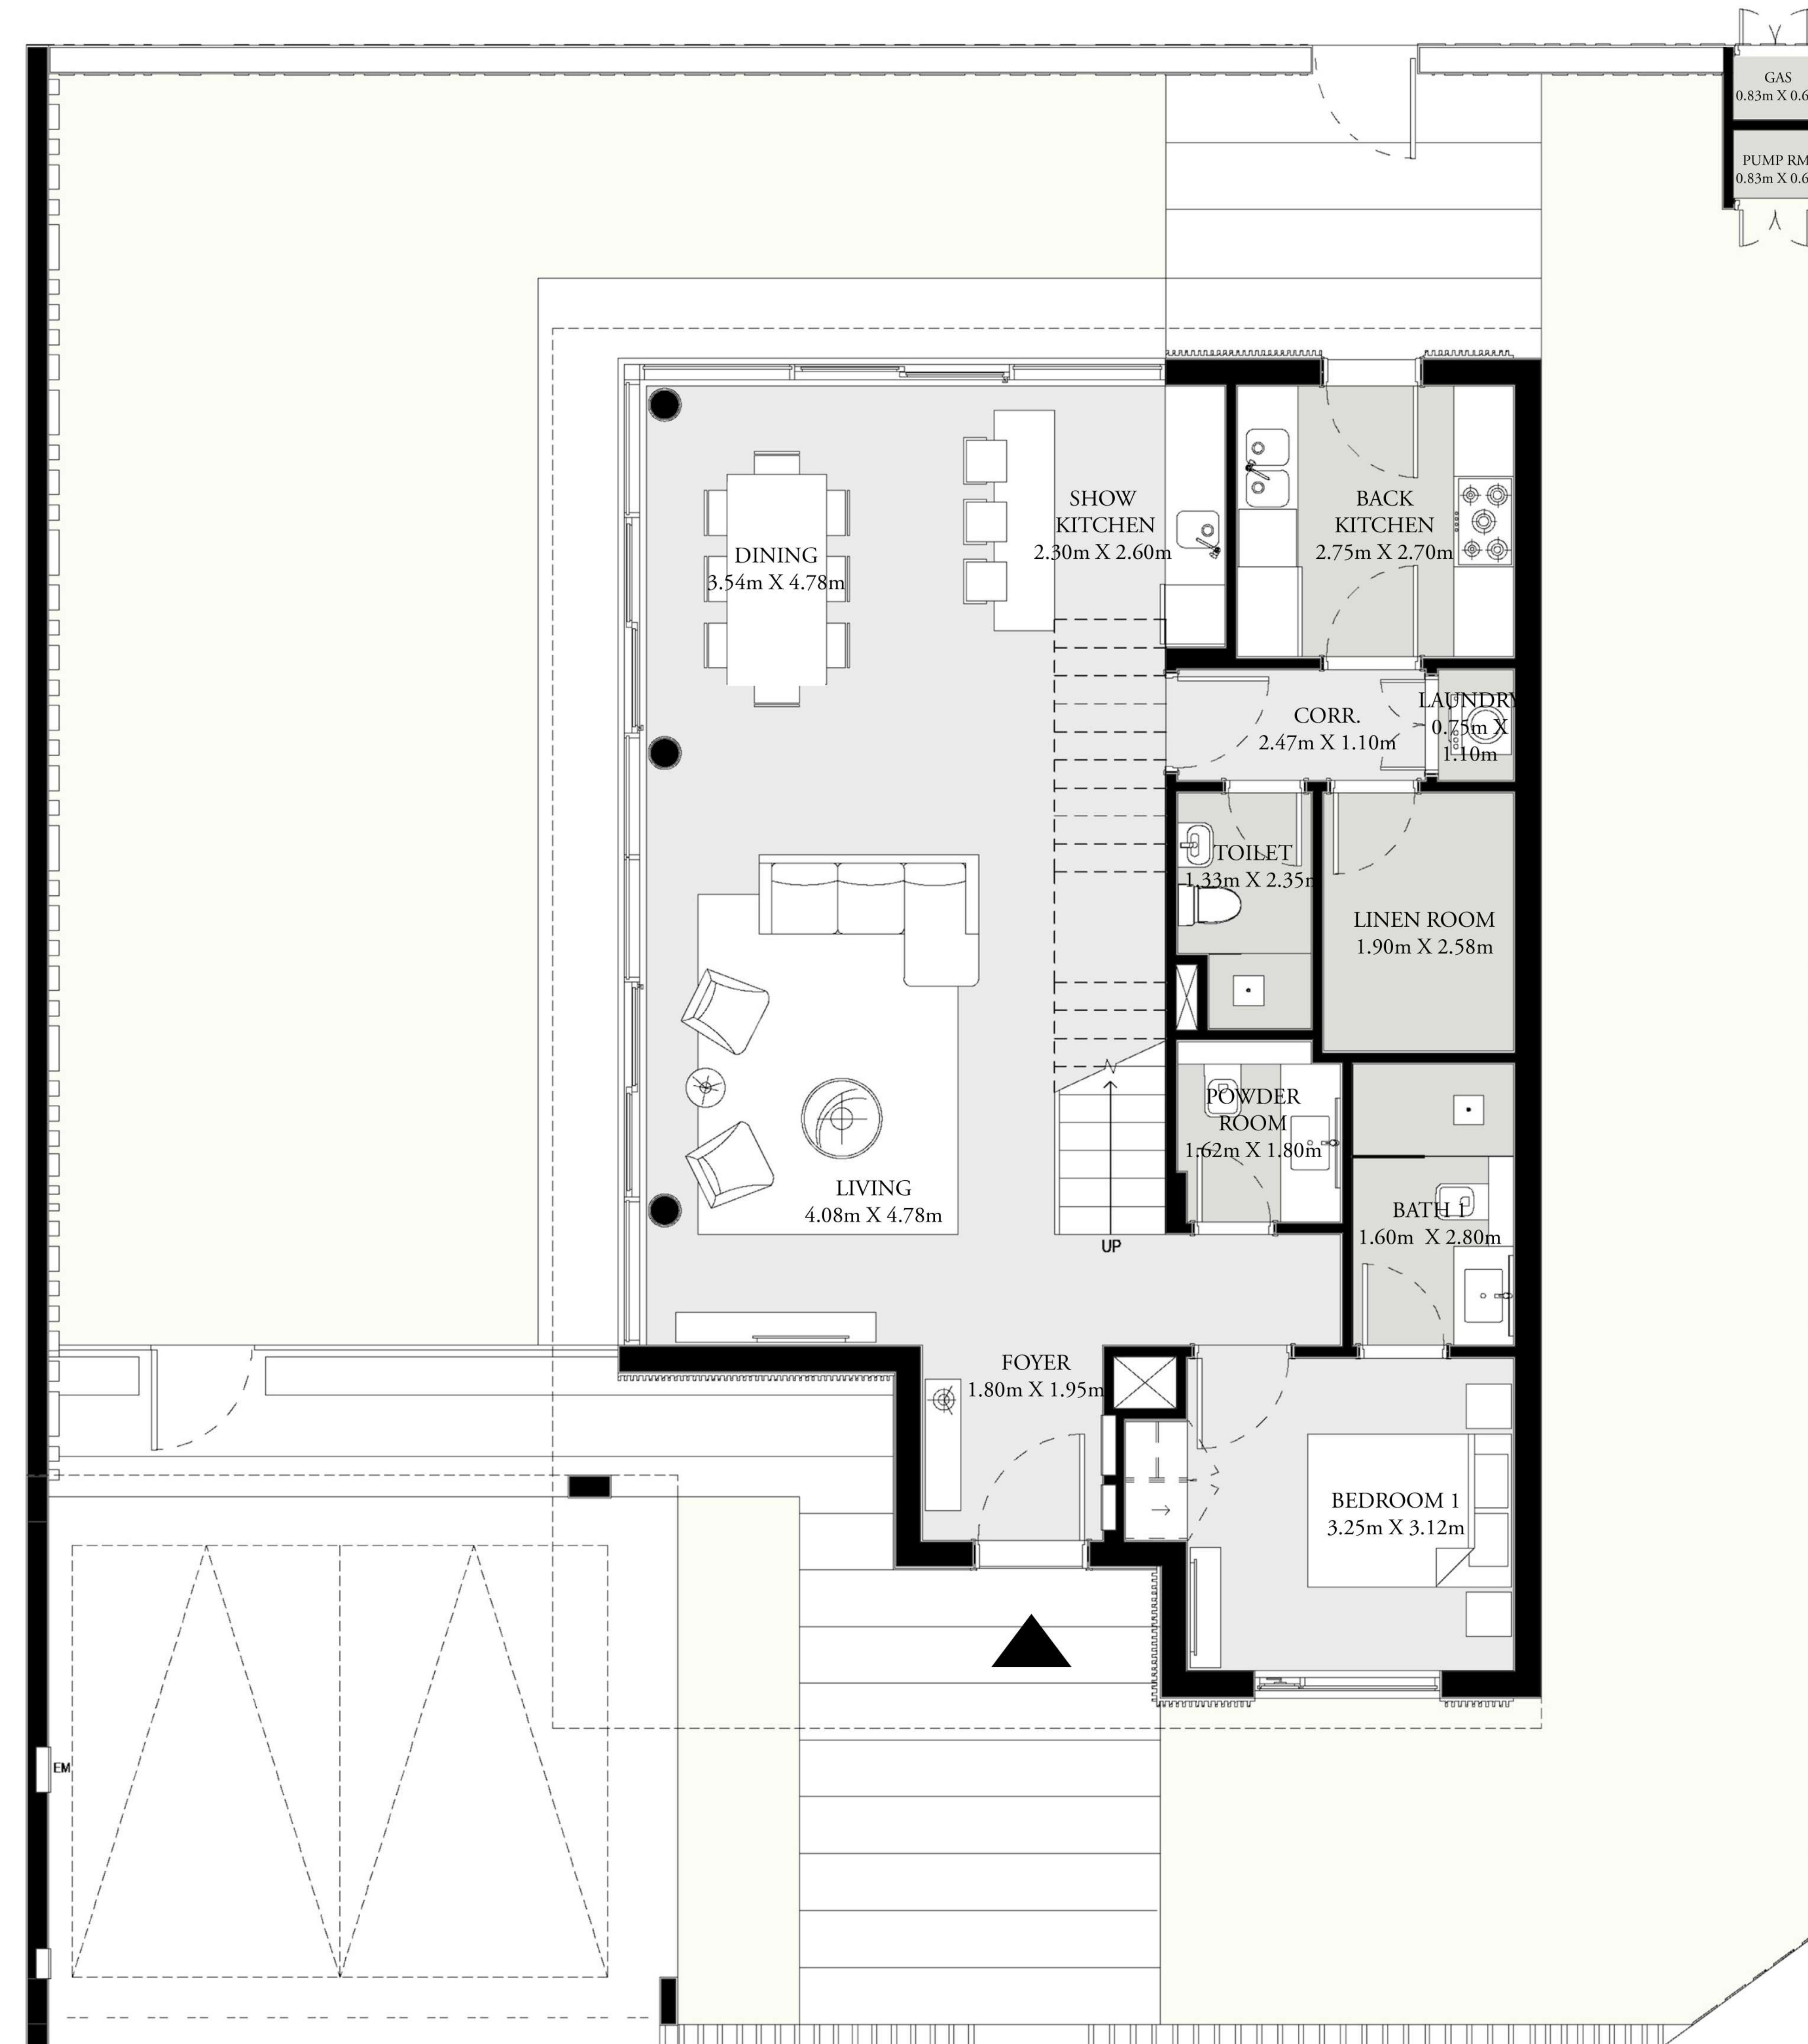 GAS
0.83m X 0.6
PUMP RM
0.83m X 0.6
SHOW
KITCHEN
2.30m X 2.60m
BACK
KITCHEN
2.75m X 2.70m
DINING
3.54m X 4.78m
CORR.
2.47m X 1.10m
LAUNDRY
0.75m X
1.10m
TOILET
1.33m X 2.35m
LINEN ROOM
1.90m X 2.58m
POWDER
ROOM
1.62m X 1.80m
LIVING
4.08m X 4.78m
UP
BATH 1
1.60m X 2.80m
FOYER
1.80m X 1.95m
BEDROOM 1
3.25m X 3.12m
EM